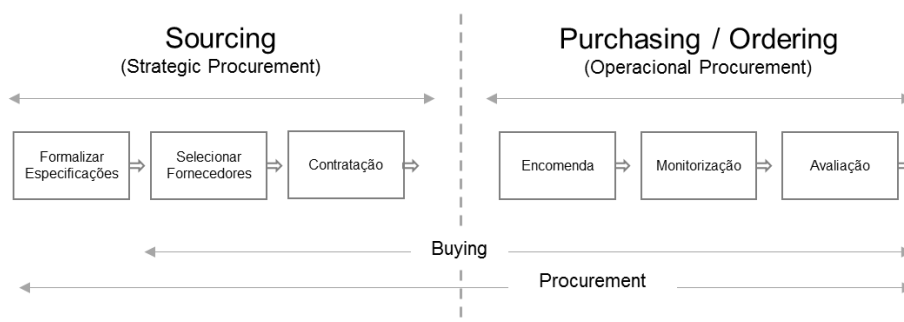 Sourcing
(Strategic Procurement)
Purchasing / Ordering
(Operacional Procurement)
Formalizar
Especificações
Selecionar
Fornecedores
Contratação
Encomenda
Monitorização
Avaliação
Buying
Procurement